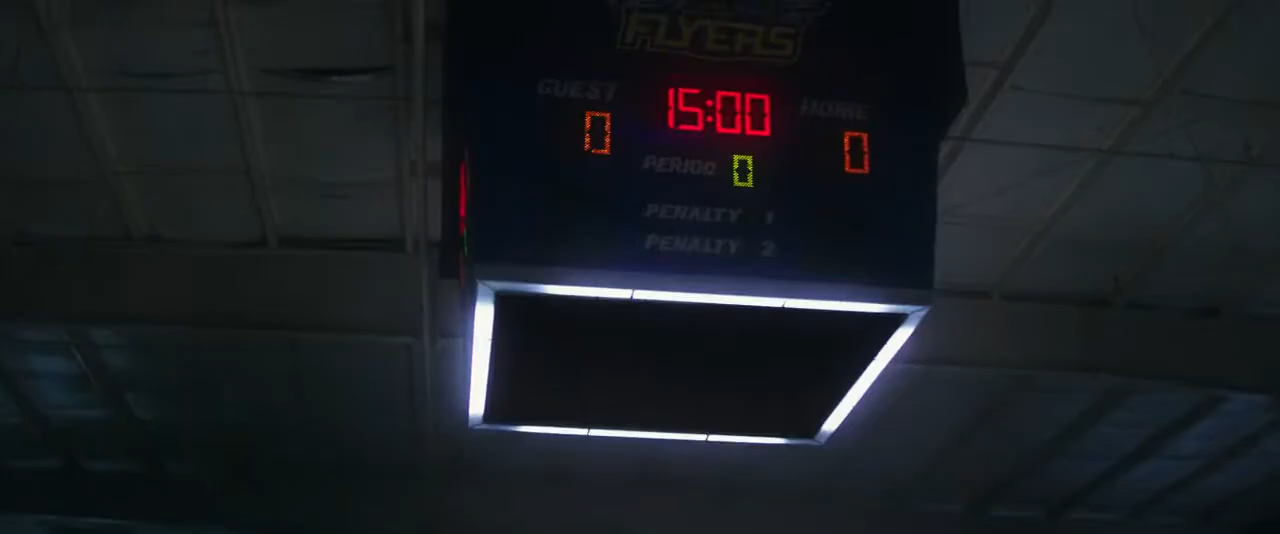 FLYERS
GUEST 15:00 HOME
0 0
PERIOD 0
PENALTY 1
PENALTY 2